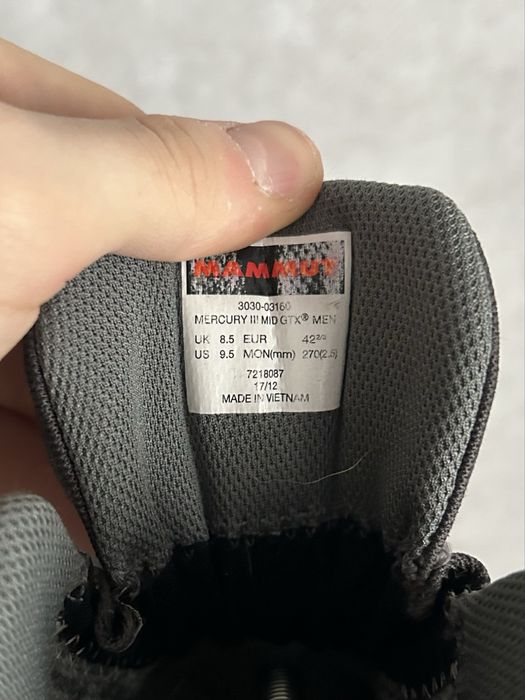 MAMMUT
3030-03160
MERCURY III MID GTX® MEN
UK 8.5 EUR 42²/³
US 9.5 MON(mm) 270(2.5)
7218087
17/12
MADE IN VIETNAM